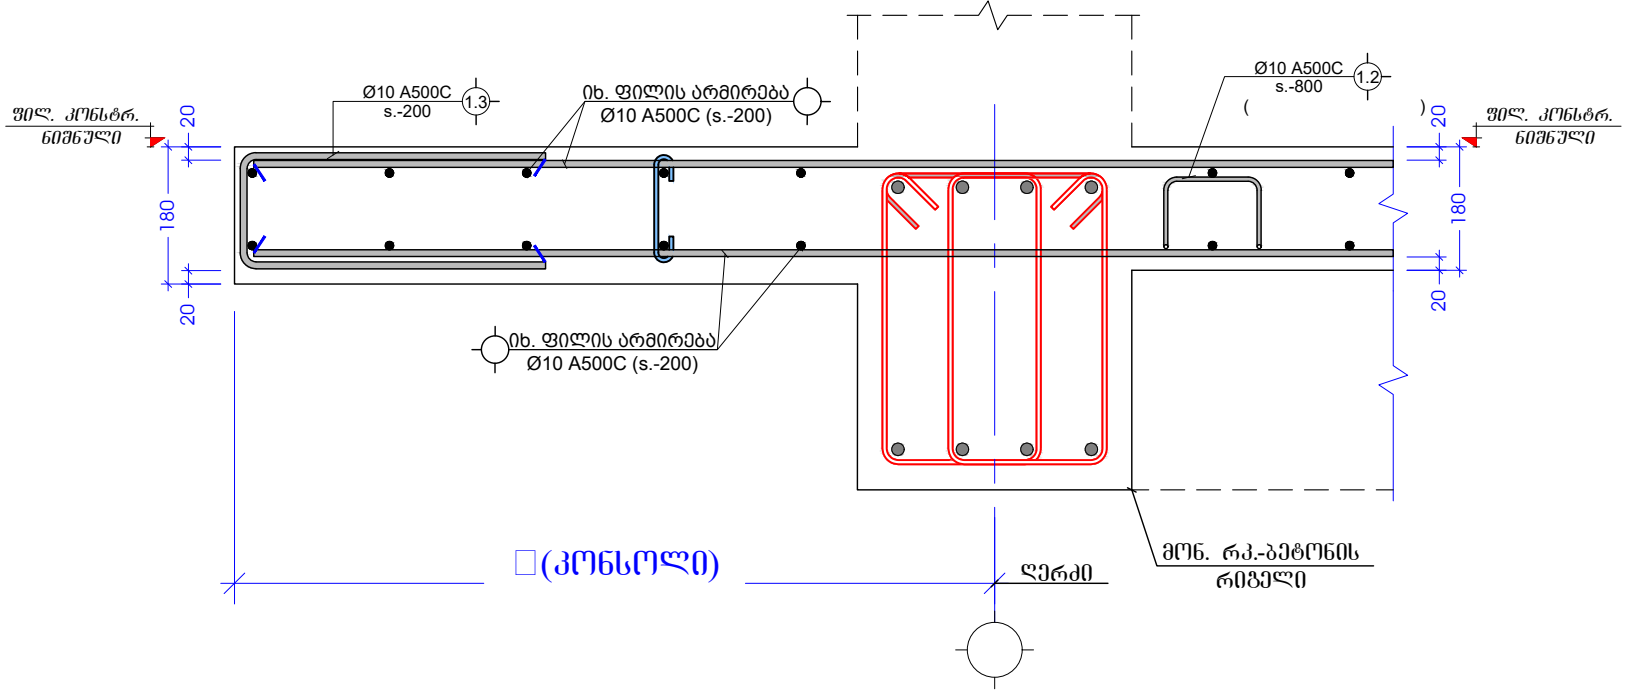 Ø10 A500C
s.-200
1.3
იხ. ფილის არმირება
Ø10 A500C (s.-200)
Ø10 A500C
s.-800
1.2
( )
ფილ. კონსტრ.
ნიშნული
20
180
20
ფილ. კონსტრ.
ნიშნული
20
180
20
იხ. ფილის არმირება
Ø10 A500C (s.-200)
(კონსოლი)
ღერძი
მონ. რკ.-ბეტონის
რიგელი